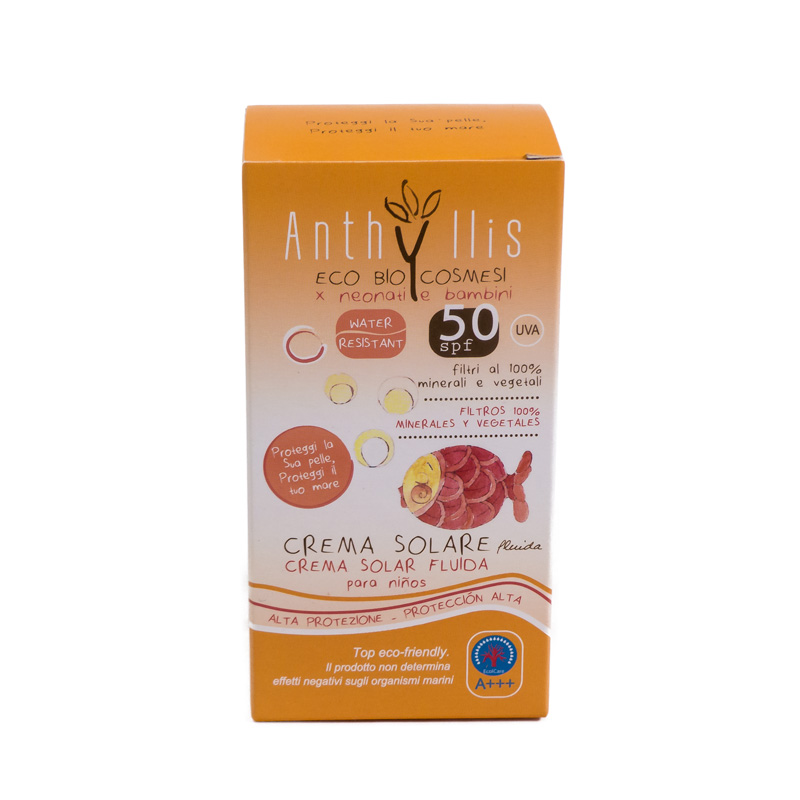 Proteggi la Sua pelle,
Proteggi il tuo mare
Anthyllis
ECO BIO COSMESI
x neonati e bambini
WATER
RESISTANT
50
spf
UVA
filtri al 100%
minerali e vegetali
FILTROS 100%
MINERALES Y VEGETALES
Proteggi la
Sua pelle,
Proteggi il
tuo mare
CREMA SOLARE fluida
CREMA SOLAR FLUÍDA
para niños
ALTA PROTEZIONE - PROTECCIÓN ALTA
Top eco-friendly.
Il prodotto non determina
effetti negativi sugli organismi marini
A+++